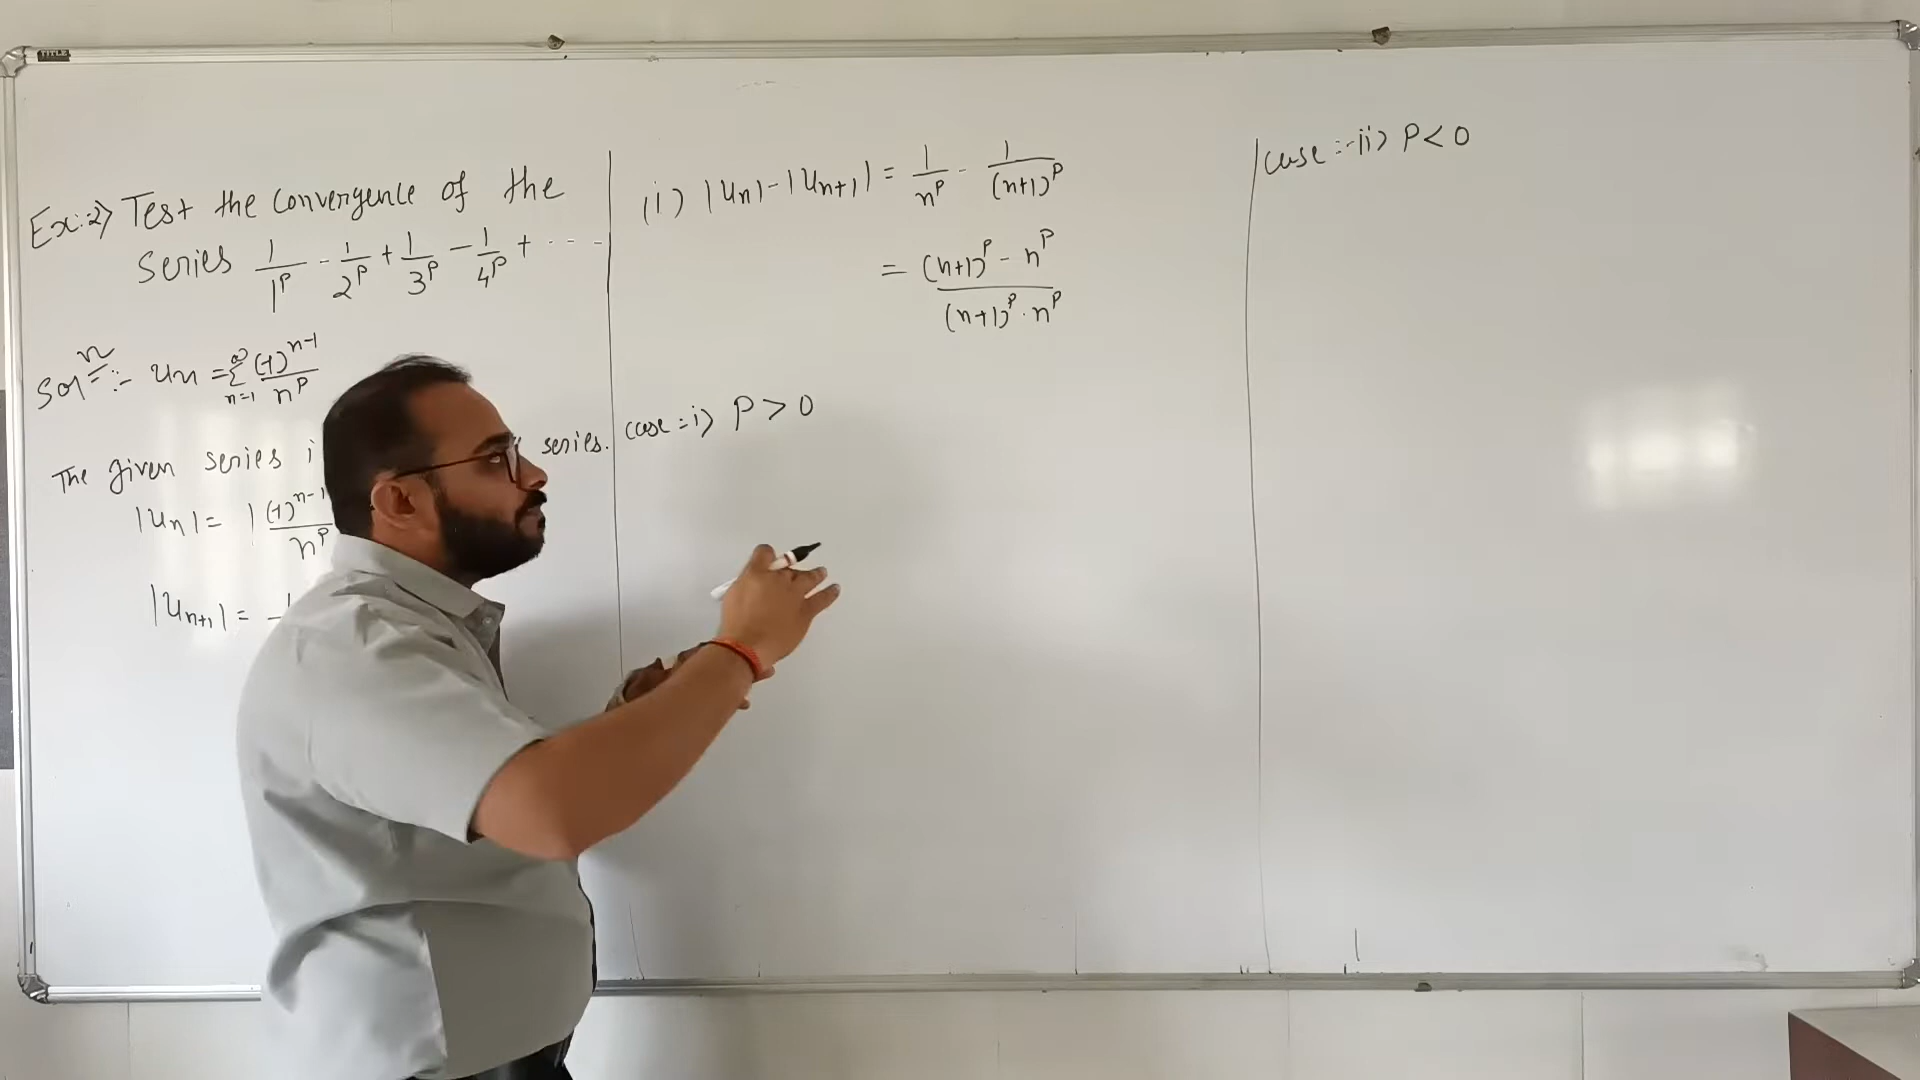 TITLE
Ex:2> Test the convergence of the
series 1/1^p - 1/2^p + 1/3^p - 1/4^p + ----
Solⁿ :- un = ∑_{n=1}^{∞} (-1)^{n-1}/n^p
The given series series.
|un| = |(-1)^{n-1}/n^p
|un+1| =
(i) |un| - |un+1| = 1/n^p - 1/(n+1)^p
= ((n+1)^p - n^p)/((n+1)^p · n^p)
case = i> P > 0
case :- ii> P < 0